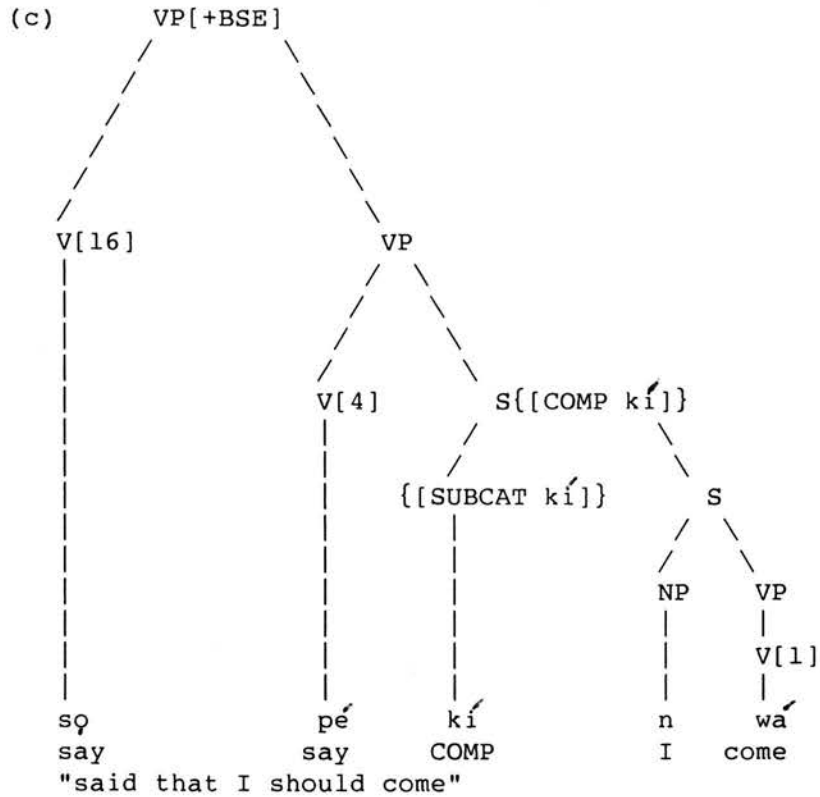 (c) VP[+BSE]
V[16] VP
V[4] S{[COMP kí]}
{[SUBCAT kí]} S
NP VP
V[1]
sọ pé kí n wá
say say COMP I come
"said that I should come"